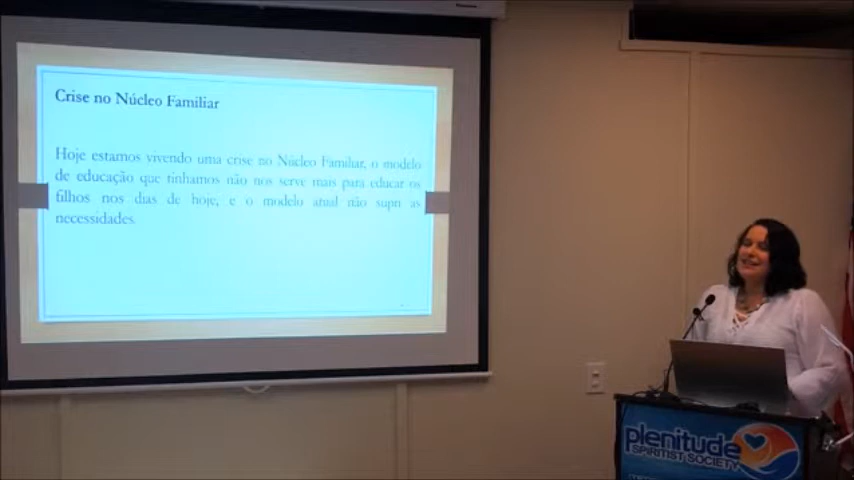 Crise no Núcleo Familiar
Hoje estamos vivendo uma crise no Núcleo Familiar, o modelo
de educação que tinhamos não nos serve mais para educar os
filhos nos dias de hoje, e o modelo atual não supri as
necessidades.
plenitude
SPIRITIST SOCIETY